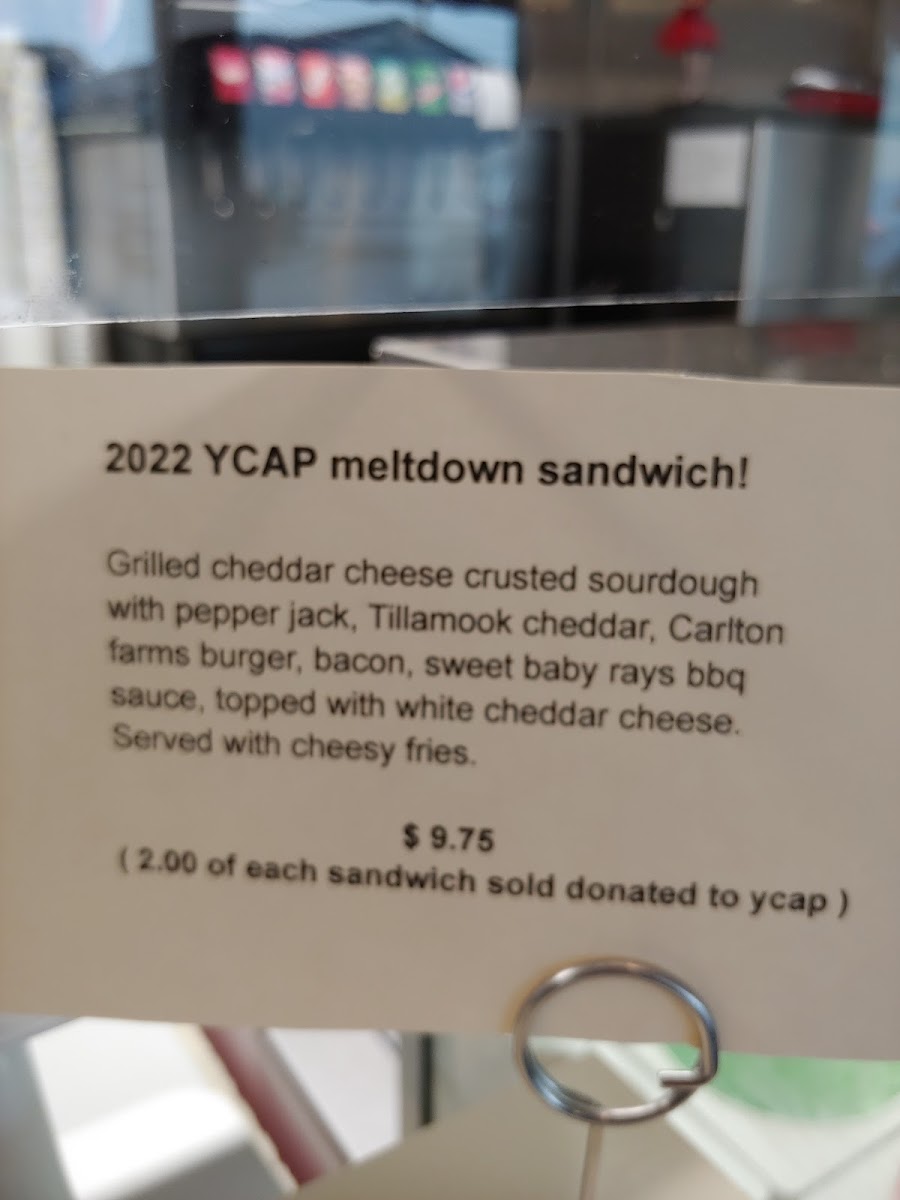 2022 YCAP meltdown sandwich!
Grilled cheddar cheese crusted sourdough
with pepper jack, Tillamook cheddar, Carlton
farms burger, bacon, sweet baby rays bbq
sauce, topped with white cheddar cheese.
Served with cheesy fries.
$ 9.75
( 2.00 of each sandwich sold donated to ycap )